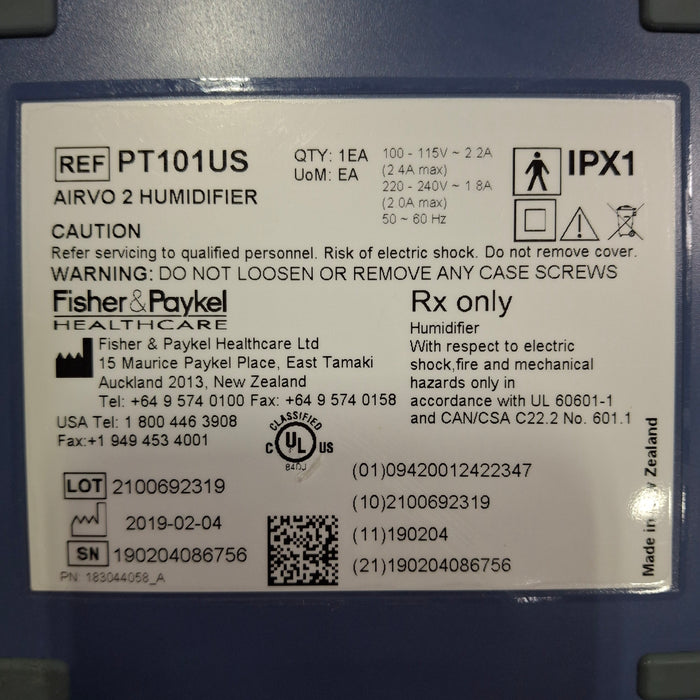 REF PT101US
AIRVO 2 HUMIDIFIER
QTY: 1EA
UoM: EA
100 - 115V ~ 2.2A
(2.4A max)
220 - 240V ~ 1.8A
(2.0A max)
50 ~ 60 Hz
IPX1
CAUTION
Refer servicing to qualified personnel. Risk of electric shock. Do not remove cover.
WARNING: DO NOT LOOSEN OR REMOVE ANY CASE SCREWS
Fisher&Paykel
HEALTHCARE
Fisher & Paykel Healthcare Ltd
15 Maurice Paykel Place, East Tamaki
Auckland 2013, New Zealand
Tel: +64 9 574 0100 Fax: +64 9 574 0158
USA Tel: 1 800 446 3908
Fax:+1 949 453 4001
Rx only
Humidifier
With respect to electric
shock,fire and mechanical
hazards only in
accordance with UL 60601-1
and CAN/CSA C22.2 No. 601.1
CLASSIFIED
C UL US
84DJ
LOT 2100692319
2019-02-04
SN 190204086756
PN: 183044058_A
(01)09420012422347
(10)2100692319
(11)190204
(21)190204086756
Made in New Zealand